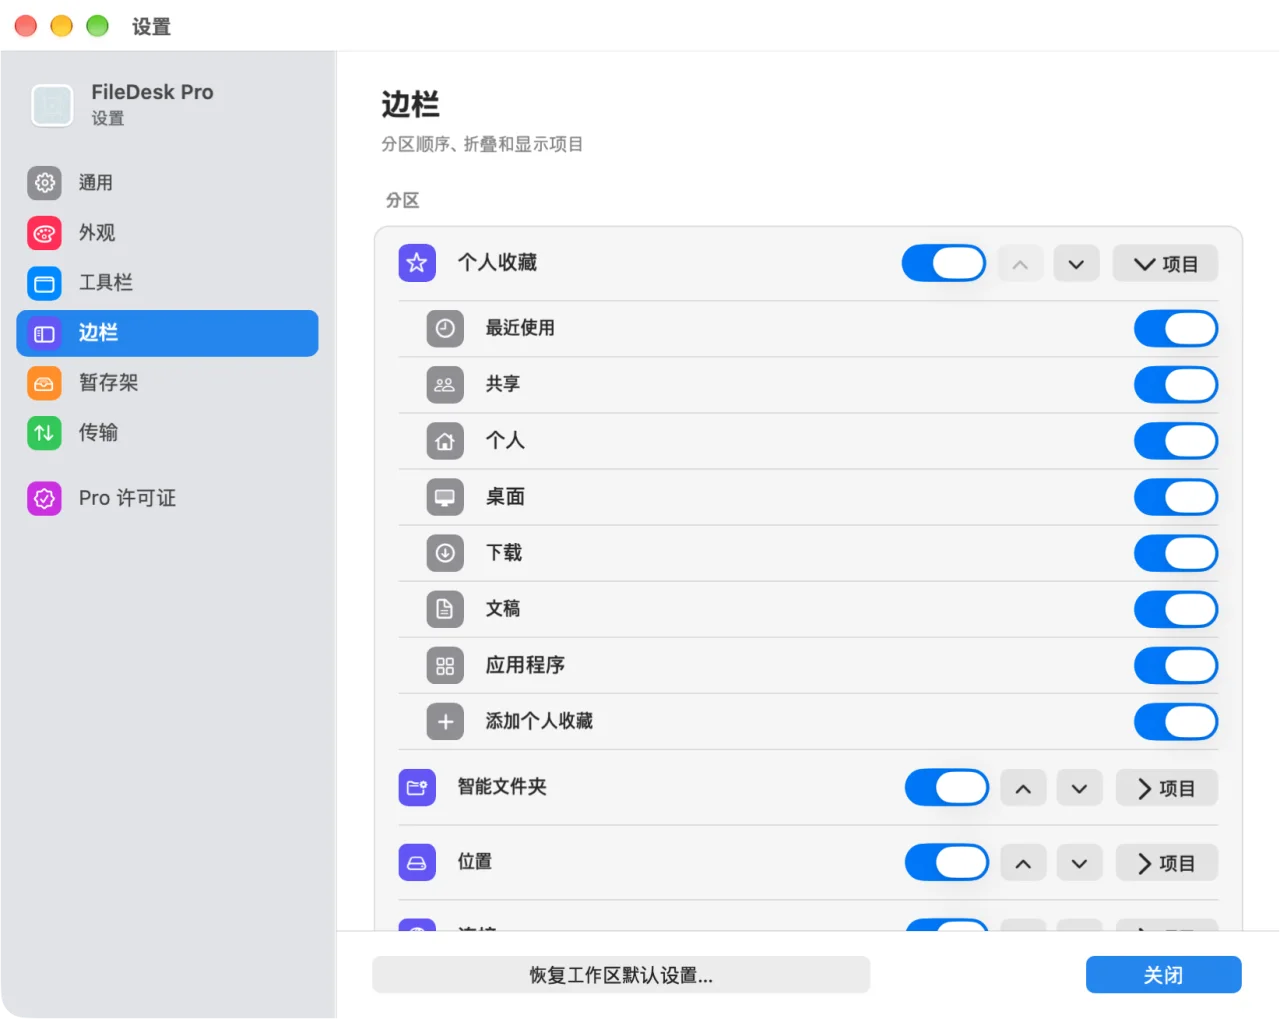 设置
FileDesk Pro
设置
通用
外观
工具栏
边栏
暂存架
传输
Pro 许可证
边栏
分区顺序、折叠和显示项目
分区
个人收藏
项目
最近使用
共享
个人
桌面
下载
文稿
应用程序
添加个人收藏
智能文件夹
项目
位置
项目
恢复工作区默认设置...
关闭